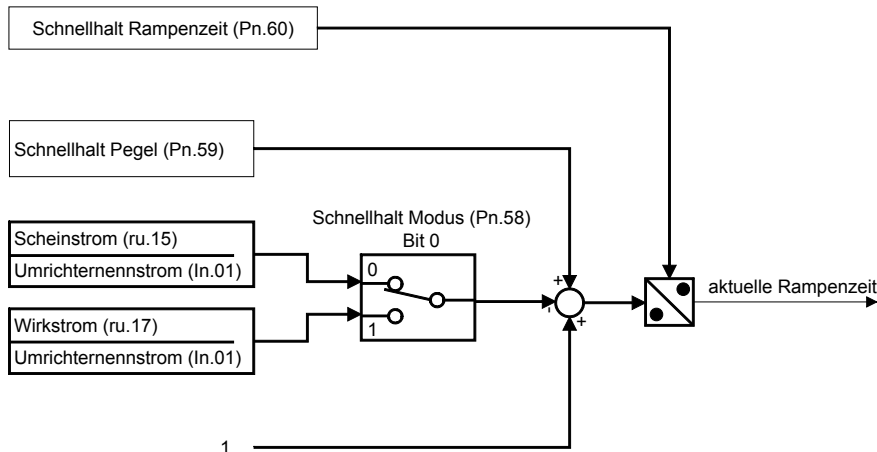 Schnellhalt Rampenzeit (Pn.60)
Schnellhalt Pegel (Pn.59)
Schnellhalt Modus (Pn.58)
Bit 0
Scheinstrom (ru.15)
Umrichternennstrom (In.01)
0
1
+
-
+
aktuelle Rampenzeit
Wirkstrom (ru.17)
Umrichternennstrom (In.01)
1